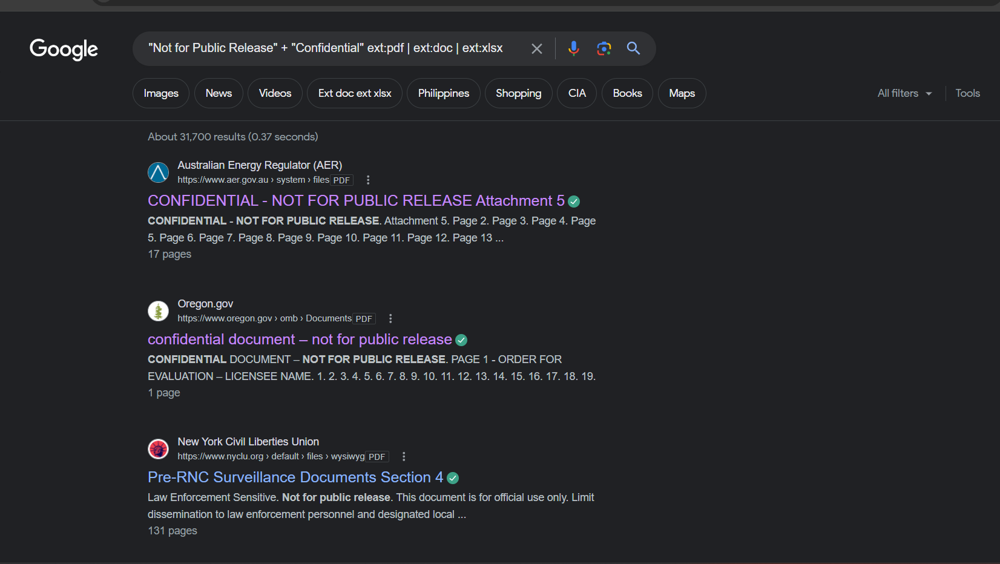 Google
"Not for Public Release" + "Confidential" ext:pdf | ext:doc | ext:xlsx
Images News Videos Ext doc ext xlsx Philippines Shopping CIA Books Maps All filters Tools
About 31,700 results (0.37 seconds)
Australian Energy Regulator (AER)
https://www.aer.gov.au › system › files PDF
CONFIDENTIAL - NOT FOR PUBLIC RELEASE Attachment 5
CONFIDENTIAL - NOT FOR PUBLIC RELEASE. Attachment 5. Page 2. Page 3. Page 4. Page
5. Page 6. Page 7. Page 8. Page 9. Page 10. Page 11. Page 12. Page 13 ...
17 pages
Oregon.gov
https://www.oregon.gov › omb › Documents PDF
confidential document – not for public release
CONFIDENTIAL DOCUMENT – NOT FOR PUBLIC RELEASE. PAGE 1 - ORDER FOR
EVALUATION – LICENSEE NAME. 1. 2. 3. 4. 5. 6. 7. 8. 9. 10. 11. 12. 13. 14. 15. 16. 17. 18. 19.
1 page
New York Civil Liberties Union
https://www.nyclu.org › default › files › wysiwyg PDF
Pre-RNC Surveillance Documents Section 4
Law Enforcement Sensitive. Not for public release. This document is for official use only. Limit
dissemination to law enforcement personnel and designated local ...
131 pages